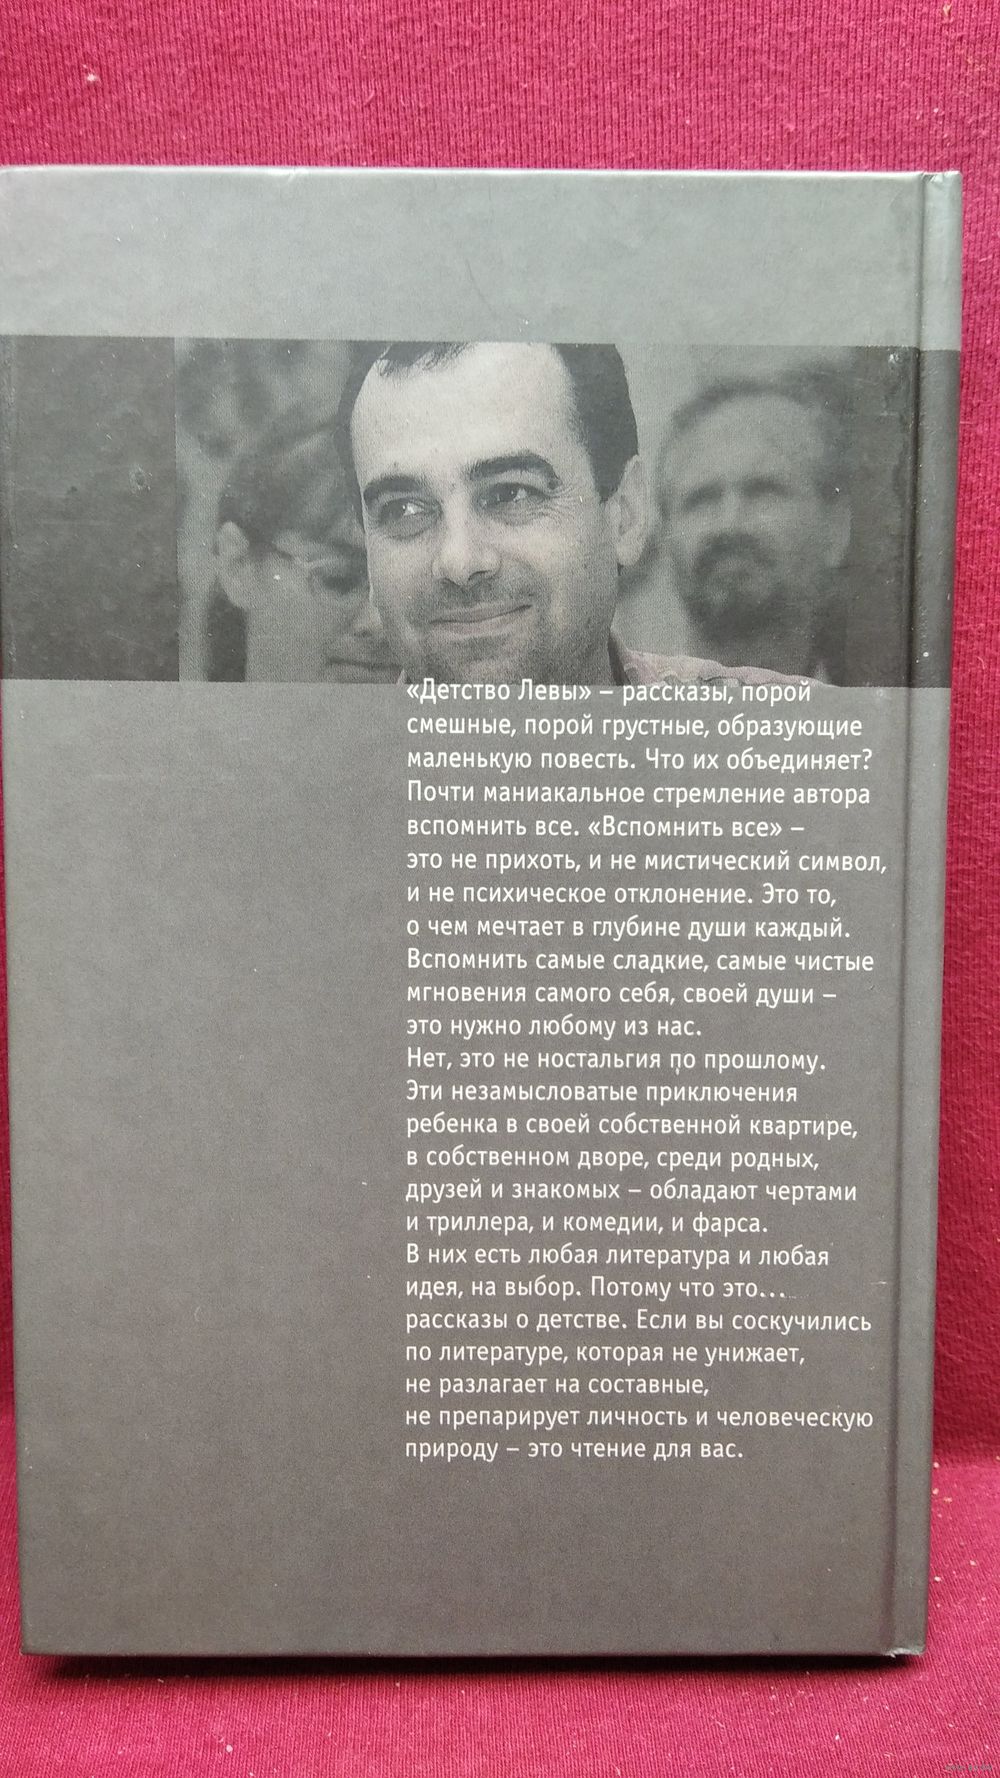 «Детство Левы» – рассказы, порой
смешные, порой грустные, образующие
маленькую повесть. Что их объединяет?
Почти маниакальное стремление автора
вспомнить все. «Вспомнить все» –
это не прихоть, и не мистический символ,
и не психическое отклонение. Это то,
о чем мечтает в глубине души каждый.
Вспомнить самые сладкие, самые чистые
мгновения самого себя, своей души –
это нужно любому из нас.
Нет, это не ностальгия по прошлому.
Эти незамысловатые приключения
ребенка в своей собственной квартире,
в собственном дворе, среди родных,
друзей и знакомых – обладают чертами
и триллера, и комедии, и фарса.
В них есть любая литература и любая
идея, на выбор. Потому что это...
рассказы о детстве. Если вы соскучились
по литературе, которая не унижает,
не разлагает на составные,
не препарирует личность и человеческую
природу – это чтение для вас.